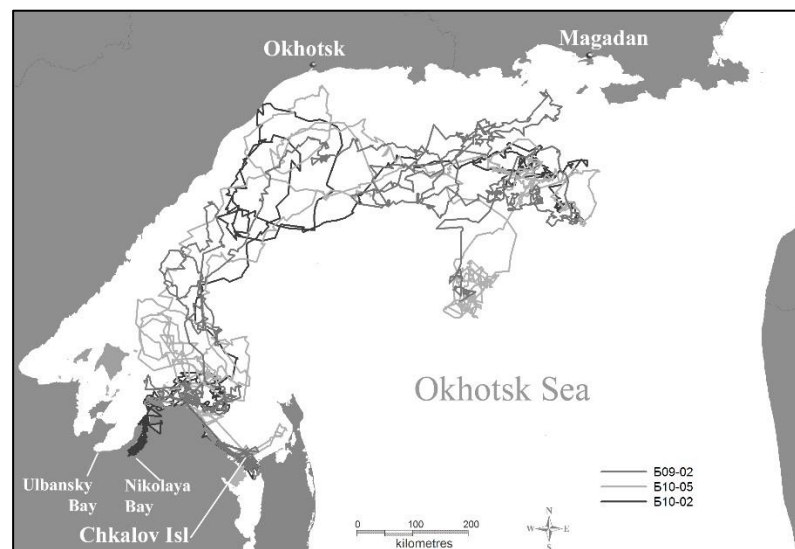 Okhotsk
Magadan
Okhotsk Sea
Ulbansky
Bay
Nikolaya
Bay
Chkalov Isl
Б09-02
Б10-05
Б10-02
0 50 100 200
kilometres
N
W E
S